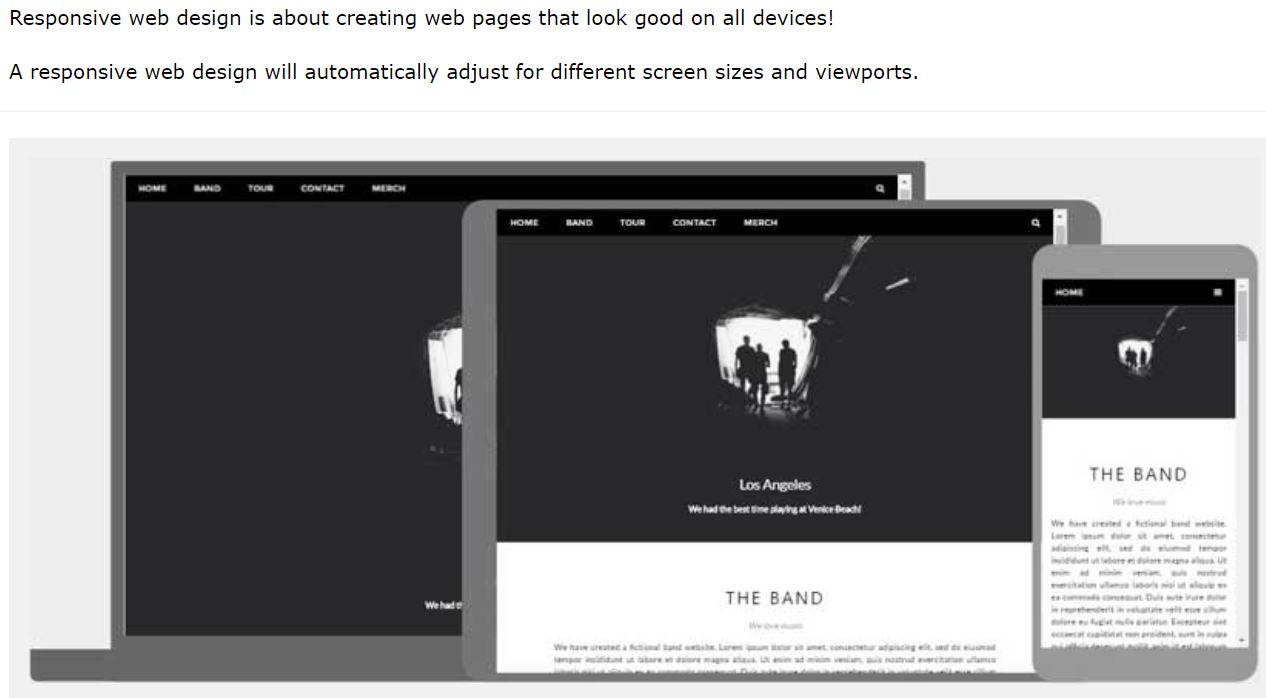 Responsive web design is about creating web pages that look good on all devices!
A responsive web design will automatically adjust for different screen sizes and viewports.
HOME BAND TOUR CONTACT MERCH
We had t
HOME BAND TOUR CONTACT MERCH
Los Angeles
We had the best time playing at Venice Beach!
THE BAND
We love music
We have created a fictional band website. Lorem ipsum dolor sit amet, consectetur adipiscing elit, sed do eiusmod
tempor incididunt ut labore et dolore magna aliqua. Ut enim ad minim veniam, quis nostrud exercitation ullamco
HOME
THE BAND
We love music
We have created a fictional band website.
Lorem ipsum dolor sit amet, consectetur
adipiscing elit, sed do eiusmod tempor
incididunt ut labore et dolore magna aliqua. Ut
enim ad minim veniam, quis nostrud
exercitation ullamco laboris nisi ut aliquip ex
ea commodo consequat. Duis aute irure dolor
in reprehenderit in voluptate velit esse cillum
dolore eu fugiat nulla pariatur. Excepteur sint
occaecat cupidatat non proident, sunt in culpa